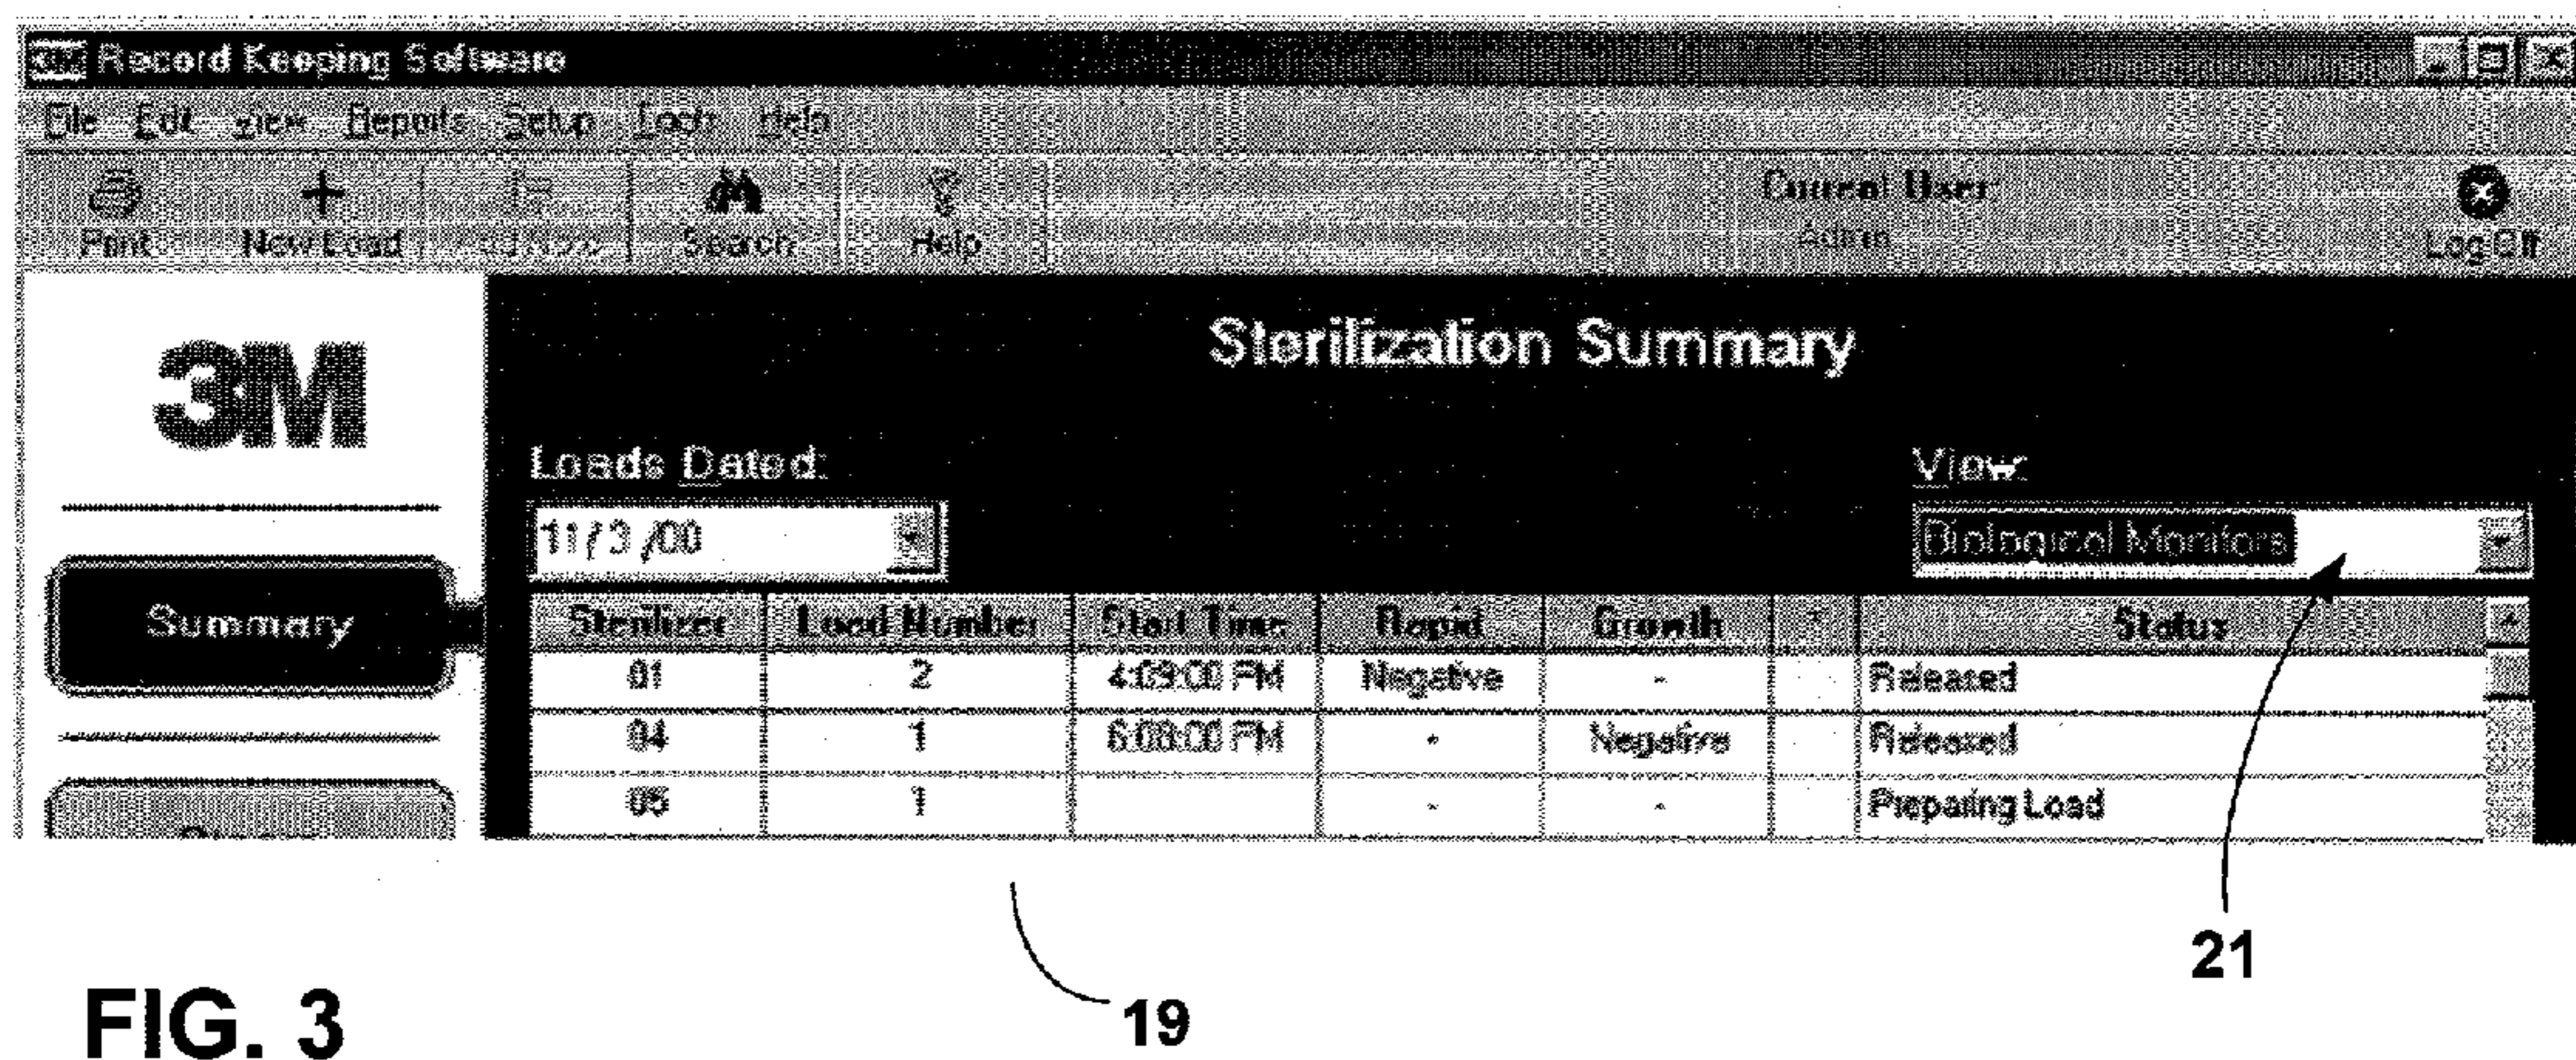 3M Record Keeping Software
File Edit View Reports Setup Tools Help
Print New Load Add Note Search Help Current User: Admin Log Off
3M
Sterilization Summary
Loads Dated: View:
11/3/00 Biological Monitors
Summary
Sterilizer Load Number Start Time Rapid Growth Status
01 2 4:09:00 PM Negative - Released
04 1 6:08:00 PM - Negative Released
05 1 - - Preparing Load
19
21
FIG. 3